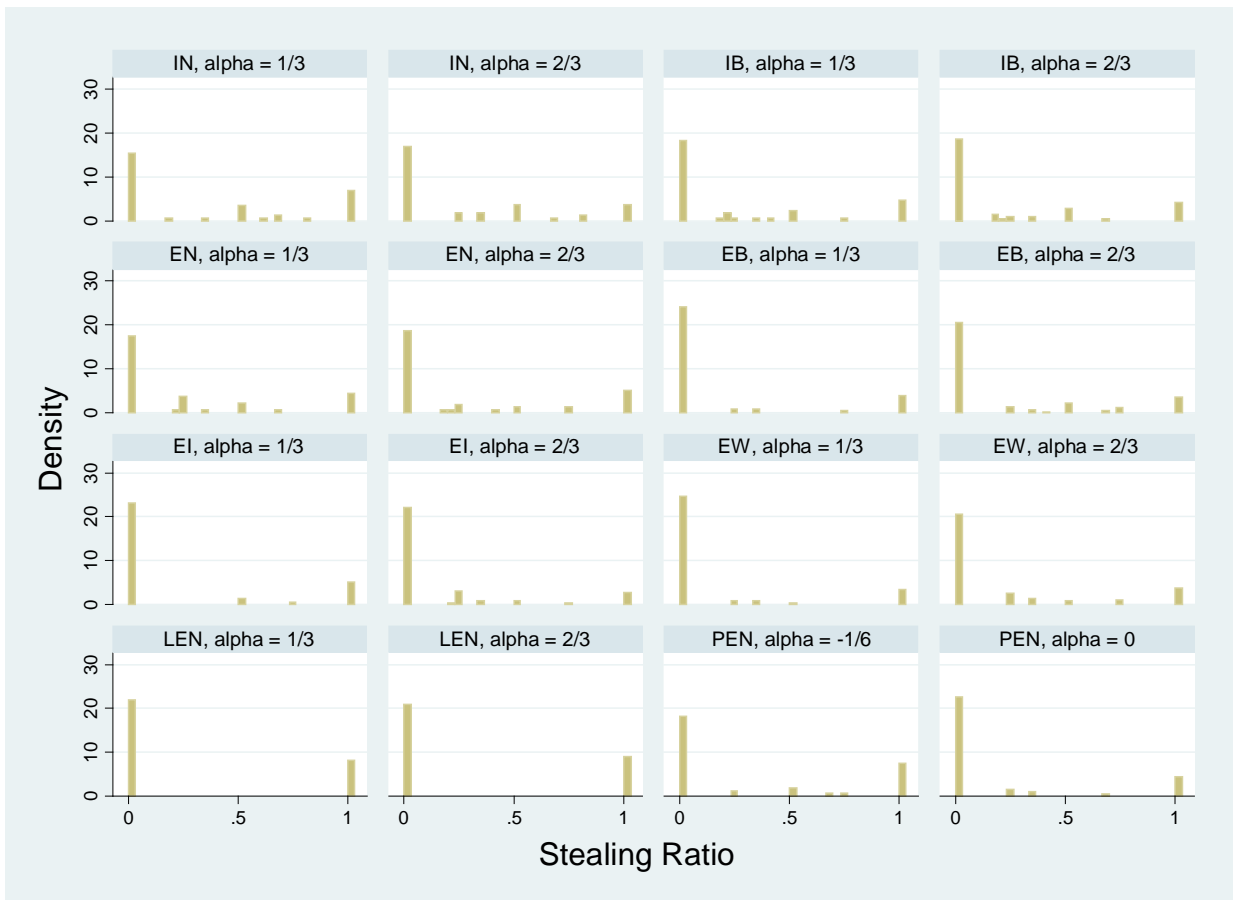 IN, alpha = 1/3
IN, alpha = 2/3
IB, alpha = 1/3
IB, alpha = 2/3
0 10 20 30
EN, alpha = 1/3
EN, alpha = 2/3
EB, alpha = 1/3
EB, alpha = 2/3
0 10 20 30
EI, alpha = 1/3
EI, alpha = 2/3
EW, alpha = 1/3
EW, alpha = 2/3
0 10 20 30
LEN, alpha = 1/3
LEN, alpha = 2/3
PEN, alpha = -1/6
PEN, alpha = 0
0 10 20 30
0 .5 1
0 .5 1
0 .5 1
0 .5 1
Density
Stealing Ratio